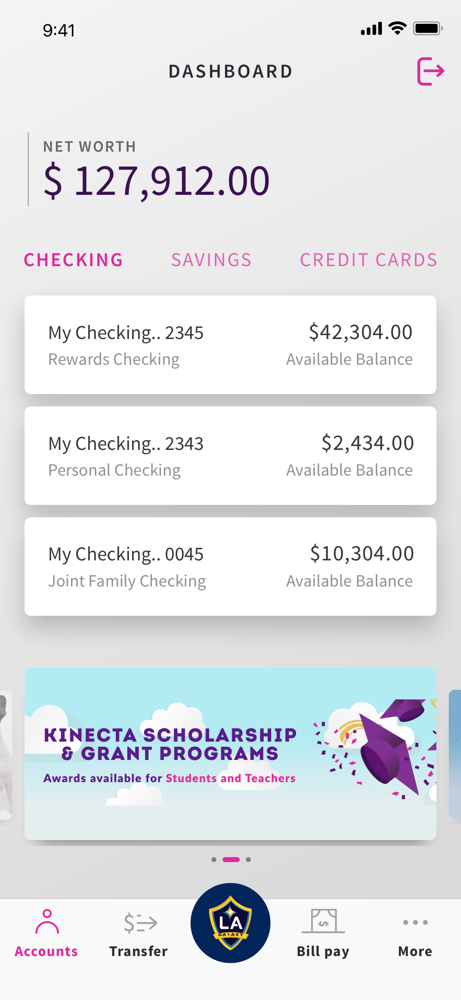 9:41
DASHBOARD
NET WORTH
$ 127,912.00
CHECKING SAVINGS CREDIT CARDS
My Checking.. 2345 $42,304.00
Rewards Checking Available Balance
My Checking.. 2343 $2,434.00
Personal Checking Available Balance
My Checking.. 0045 $10,304.00
Joint Family Checking Available Balance
KINECTA SCHOLARSHIP
& GRANT PROGRAMS
Awards available for Students and Teachers
LA
GALAXY
Accounts Transfer Bill pay More